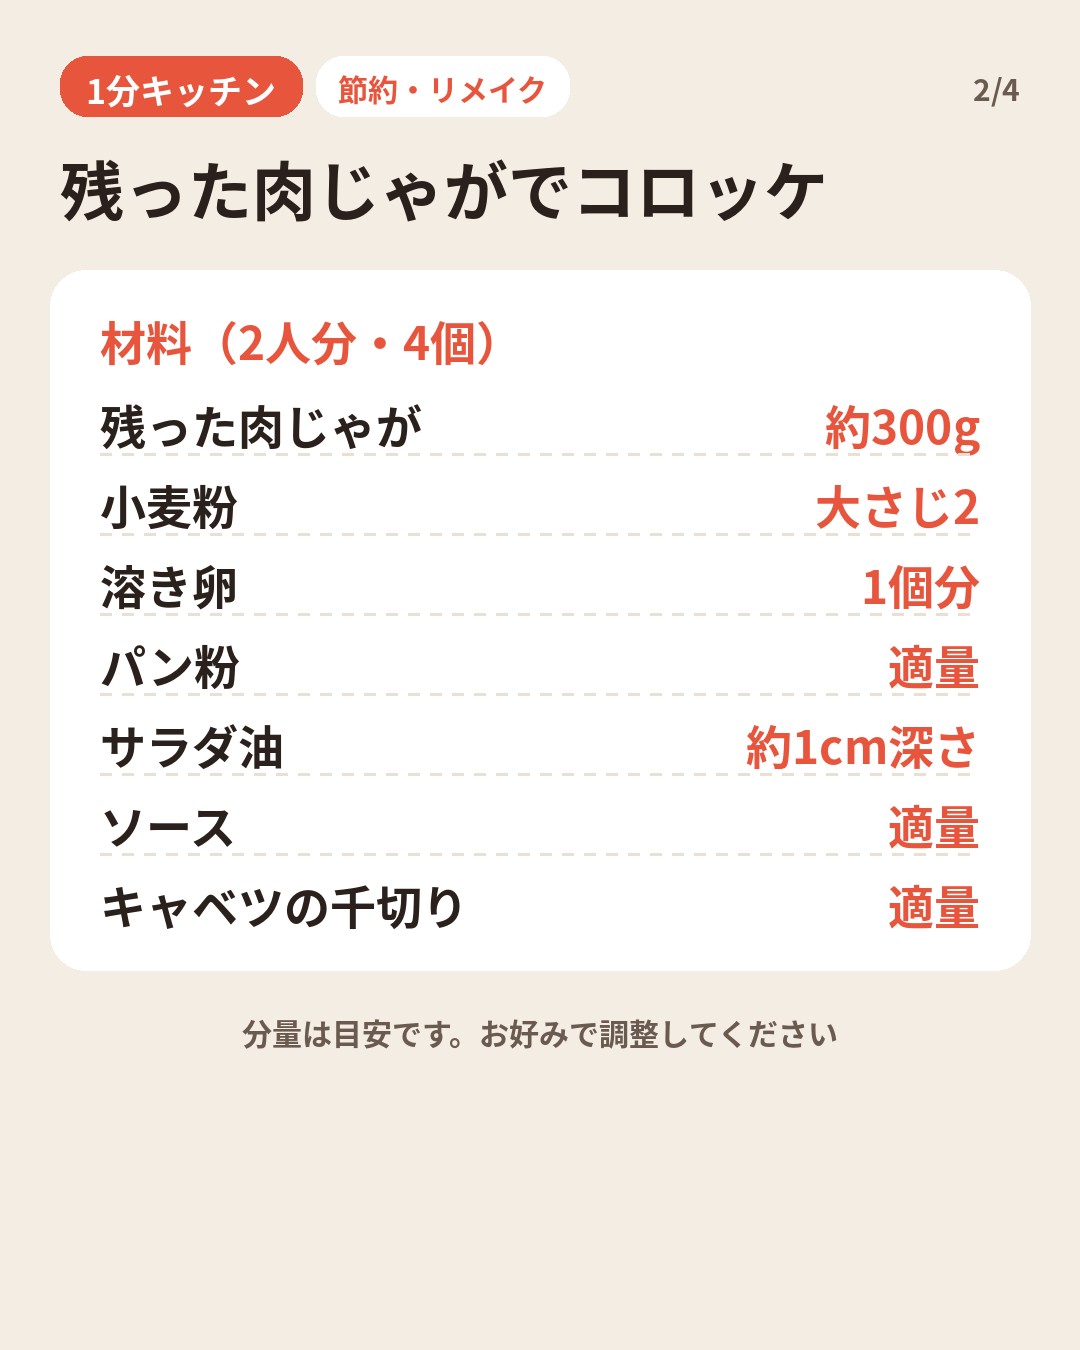 1分キッチン 節約・リメイク 2/4
残った肉じゃがでコロッケ
材料（2人分・4個）
残った肉じゃが 約300g
小麦粉 大さじ2
溶き卵 1個分
パン粉 適量
サラダ油 約1cm深さ
ソース 適量
キャベツの千切り 適量
分量は目安です。お好みで調整してください